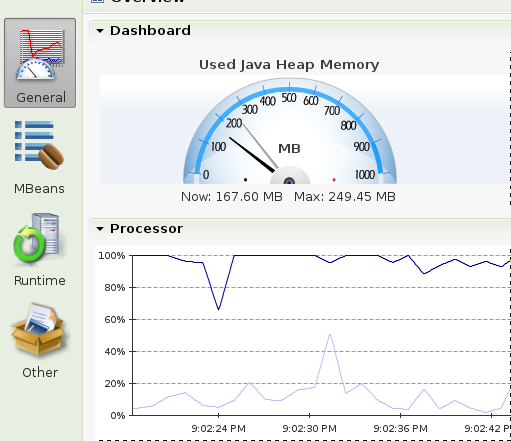 Overview
Dashboard
General
MBeans
Runtime
Other
Used Java Heap Memory
0
100
200
300
400
500
600
700
800
900
1000
MB
Now: 167.60 MB Max: 249.45 MB
Processor
100%
80%
60%
40%
20%
0%
9:02:24 PM
9:02:30 PM
9:02:36 PM
9:02:42 P